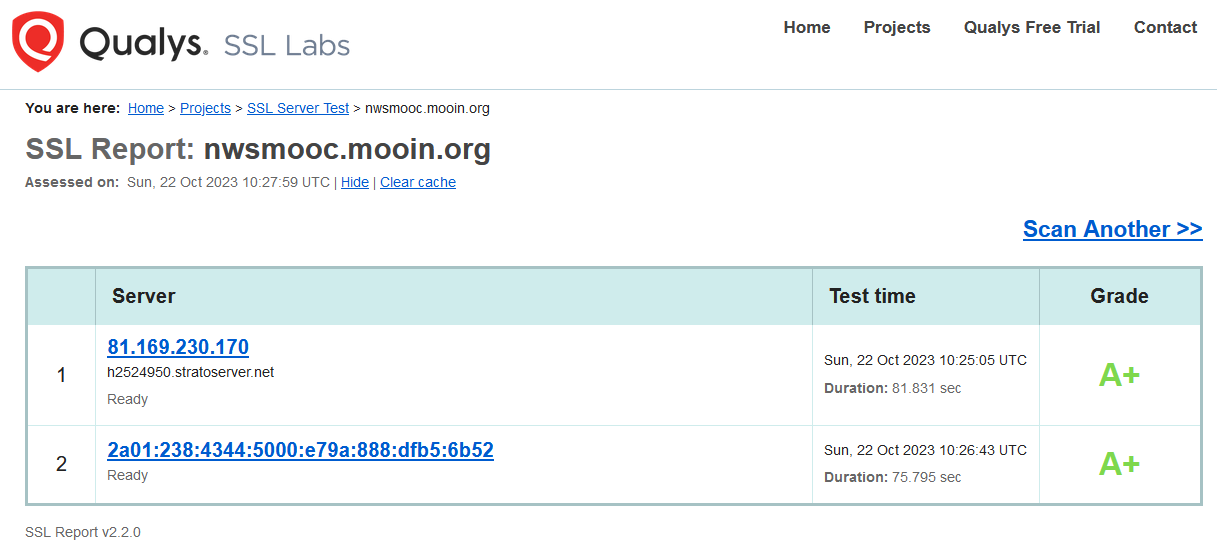 Qualys. SSL Labs
Home Projects Qualys Free Trial Contact
You are here: Home > Projects > SSL Server Test > nwsmooc.mooin.org
SSL Report: nwsmooc.mooin.org
Assessed on: Sun, 22 Oct 2023 10:27:59 UTC | Hide | Clear cache
Scan Another >>
Server Test time Grade
1
81.169.230.170
h2524950.stratoserver.net
Ready
Sun, 22 Oct 2023 10:25:05 UTC
Duration: 81.831 sec
A+
2
2a01:238:4344:5000:e79a:888:dfb5:6b52
Ready
Sun, 22 Oct 2023 10:26:43 UTC
Duration: 75.795 sec
A+
SSL Report v2.2.0